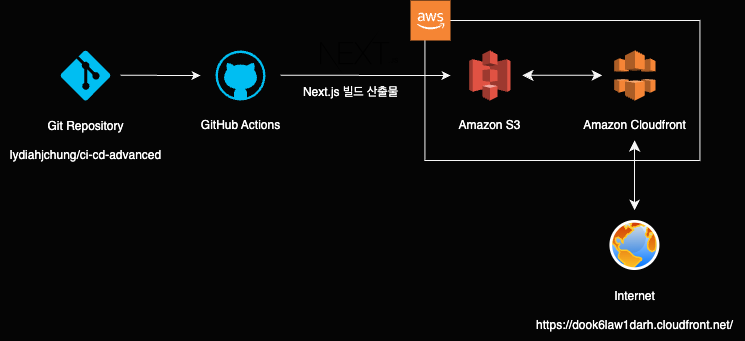 aws
NEXT.
Next.js 빌드 산출물
Git Repository
GitHub Actions
Amazon S3
Amazon Cloudfront
lydiahjchung/ci-cd-advanced
Internet
https://dook6law1darh.cloudfront.net/